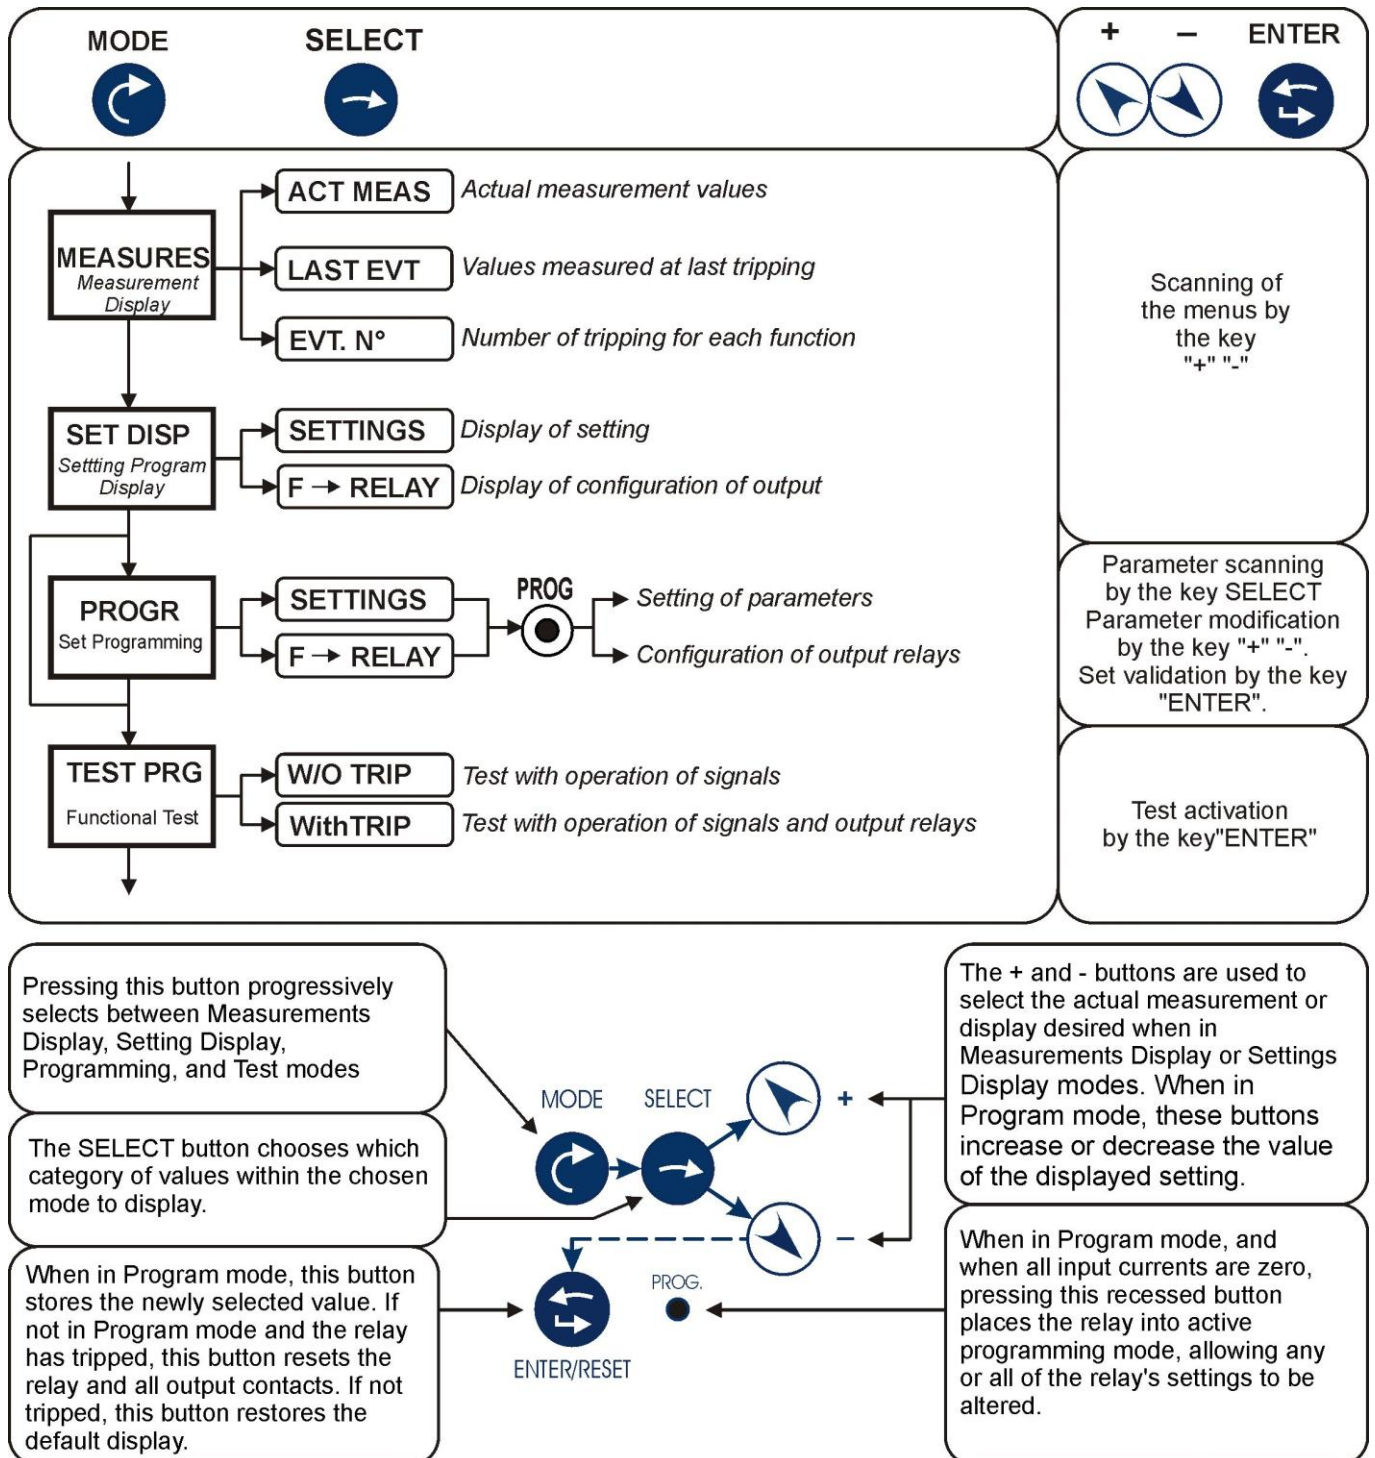 MODE
SELECT
+ – ENTER
MEASURES
Measurement
Display
ACT MEAS Actual measurement values
LAST EVT Values measured at last tripping
EVT. N° Number of tripping for each function
Scanning of
the menus by
the key
"+" "-"
SET DISP
Settting Program
Display
SETTINGS Display of setting
F → RELAY Display of configuration of output
PROGR
Set Programming
SETTINGS
F → RELAY
PROG
Setting of parameters
Configuration of output relays
Parameter scanning
by the key SELECT
Parameter modification
by the key "+" "-".
Set validation by the key
"ENTER".
TEST PRG
Functional Test
W/O TRIP Test with operation of signals
WithTRIP Test with operation of signals and output relays
Test activation
by the key"ENTER"
Pressing this button progressively
selects between Measurements
Display, Setting Display,
Programming, and Test modes
The SELECT button chooses which
category of values within the chosen
mode to display.
When in Program mode, this button
stores the newly selected value. If
not in Program mode and the relay
has tripped, this button resets the
relay and all output contacts. If not
tripped, this button restores the
default display.
MODE
SELECT
+
–
PROG.
ENTER/RESET
The + and - buttons are used to
select the actual measurement or
display desired when in
Measurements Display or Settings
Display modes. When in
Program mode, these buttons
increase or decrease the value
of the displayed setting.
When in Program mode, and
when all input currents are zero,
pressing this recessed button
places the relay into active
programming mode, allowing any
or all of the relay's settings to be
altered.